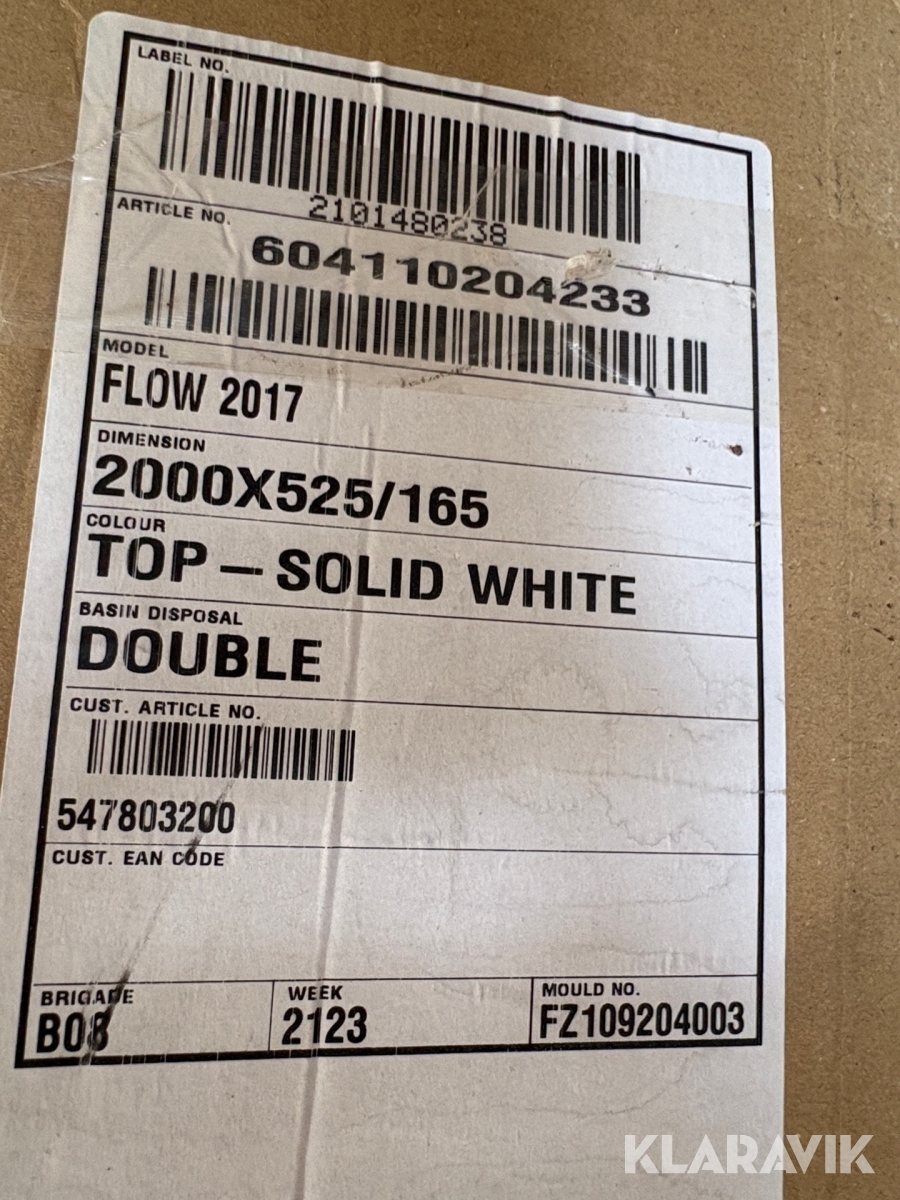 LABEL NO.
2101480238
ARTICLE NO.
604110204233
MODEL
FLOW 2017
DIMENSION
2000X525/165
COLOUR
TOP – SOLID WHITE
BASIN DISPOSAL
DOUBLE
CUST. ARTICLE NO.
547803200
CUST. EAN CODE
BRIGADE
B08
WEEK
2123
MOULD NO.
FZ109204003
KLARAVIK